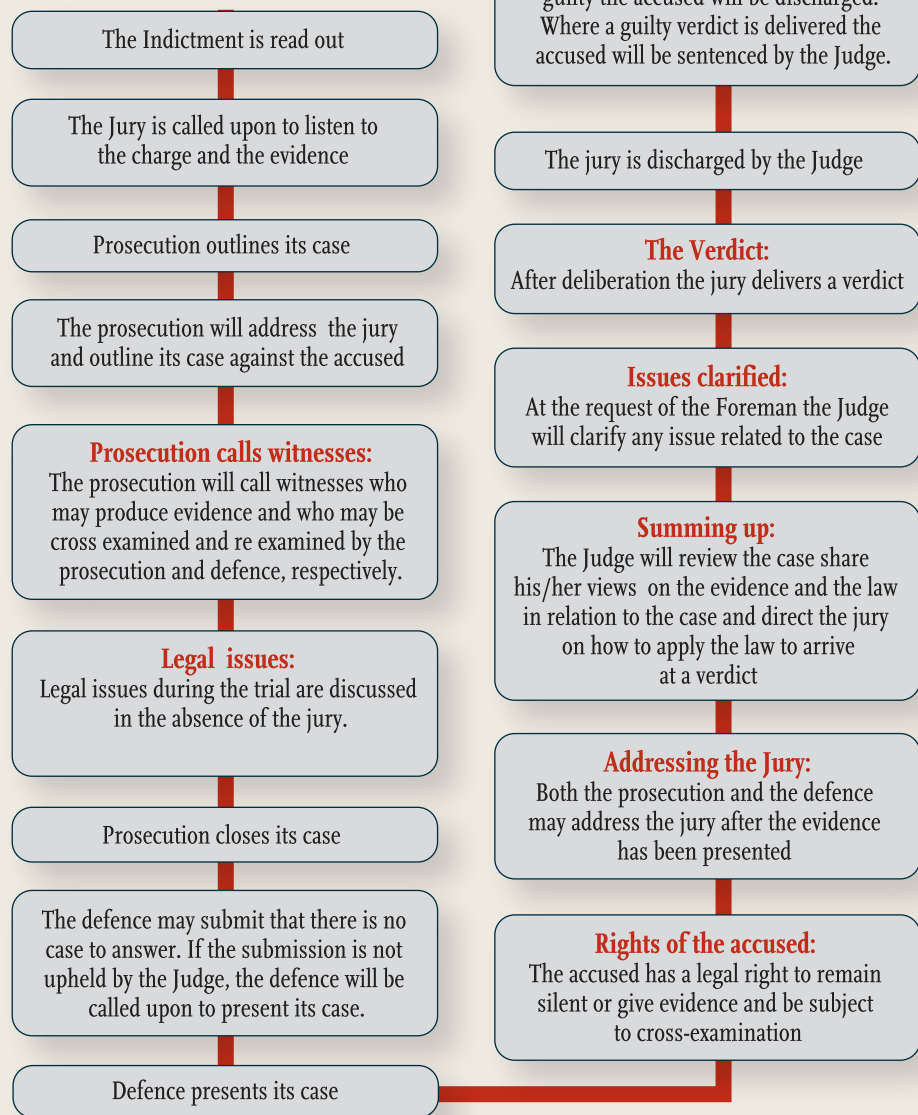 The Indictment is read out
The Jury is called upon to listen to
the charge and the evidence
Prosecution outlines its case
The prosecution will address the jury
and outline its case against the accused
Prosecution calls witnesses:
The prosecution will call witnesses who
may produce evidence and who may be
cross examined and re examined by the
prosecution and defence, respectively.
Legal issues:
Legal issues during the trial are discussed
in the absence of the jury.
Prosecution closes its case
The defence may submit that there is no
case to answer. If the submission is not
upheld by the Judge, the defence will be
called upon to present its case.
Defence presents its case
guilty the accused will be discharged.
Where a guilty verdict is delivered the
accused will be sentenced by the Judge.
The jury is discharged by the Judge
The Verdict:
After deliberation the jury delivers a verdict
Issues clarified:
At the request of the Foreman the Judge
will clarify any issue related to the case
Summing up:
The Judge will review the case share
his/her views on the evidence and the law
in relation to the case and direct the jury
on how to apply the law to arrive
at a verdict
Addressing the Jury:
Both the prosecution and the defence
may address the jury after the evidence
has been presented
Rights of the accused:
The accused has a legal right to remain
silent or give evidence and be subject
to cross-examination